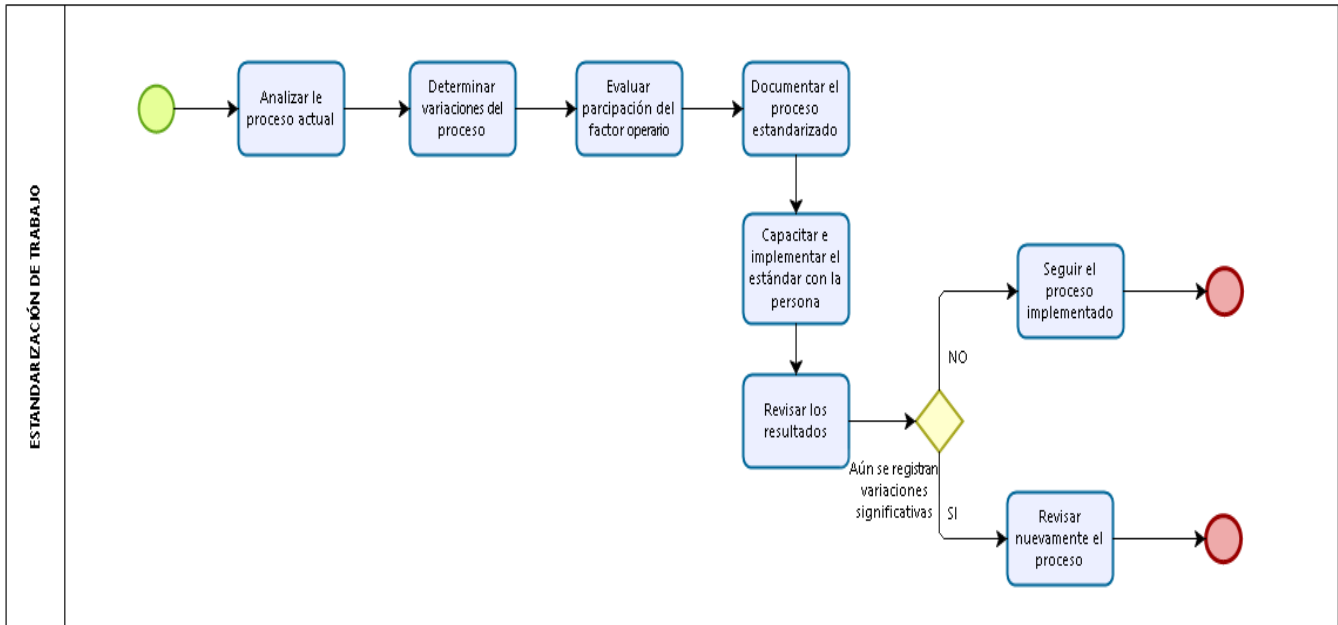 ESTANDARIZACIÓN DE TRABAJO
Analizar le
proceso actual
Determinar
variaciones del
proceso
Evaluar
parcipación del
factor operario
Documentar el
proceso
estandarizado
Capacitar e
implementar el
estándar con la
persona
Revisar los
resultados
Aún se registran
variaciones
significativas
NO
Seguir el
proceso
implementado
SI
Revisar
nuevamente el
proceso